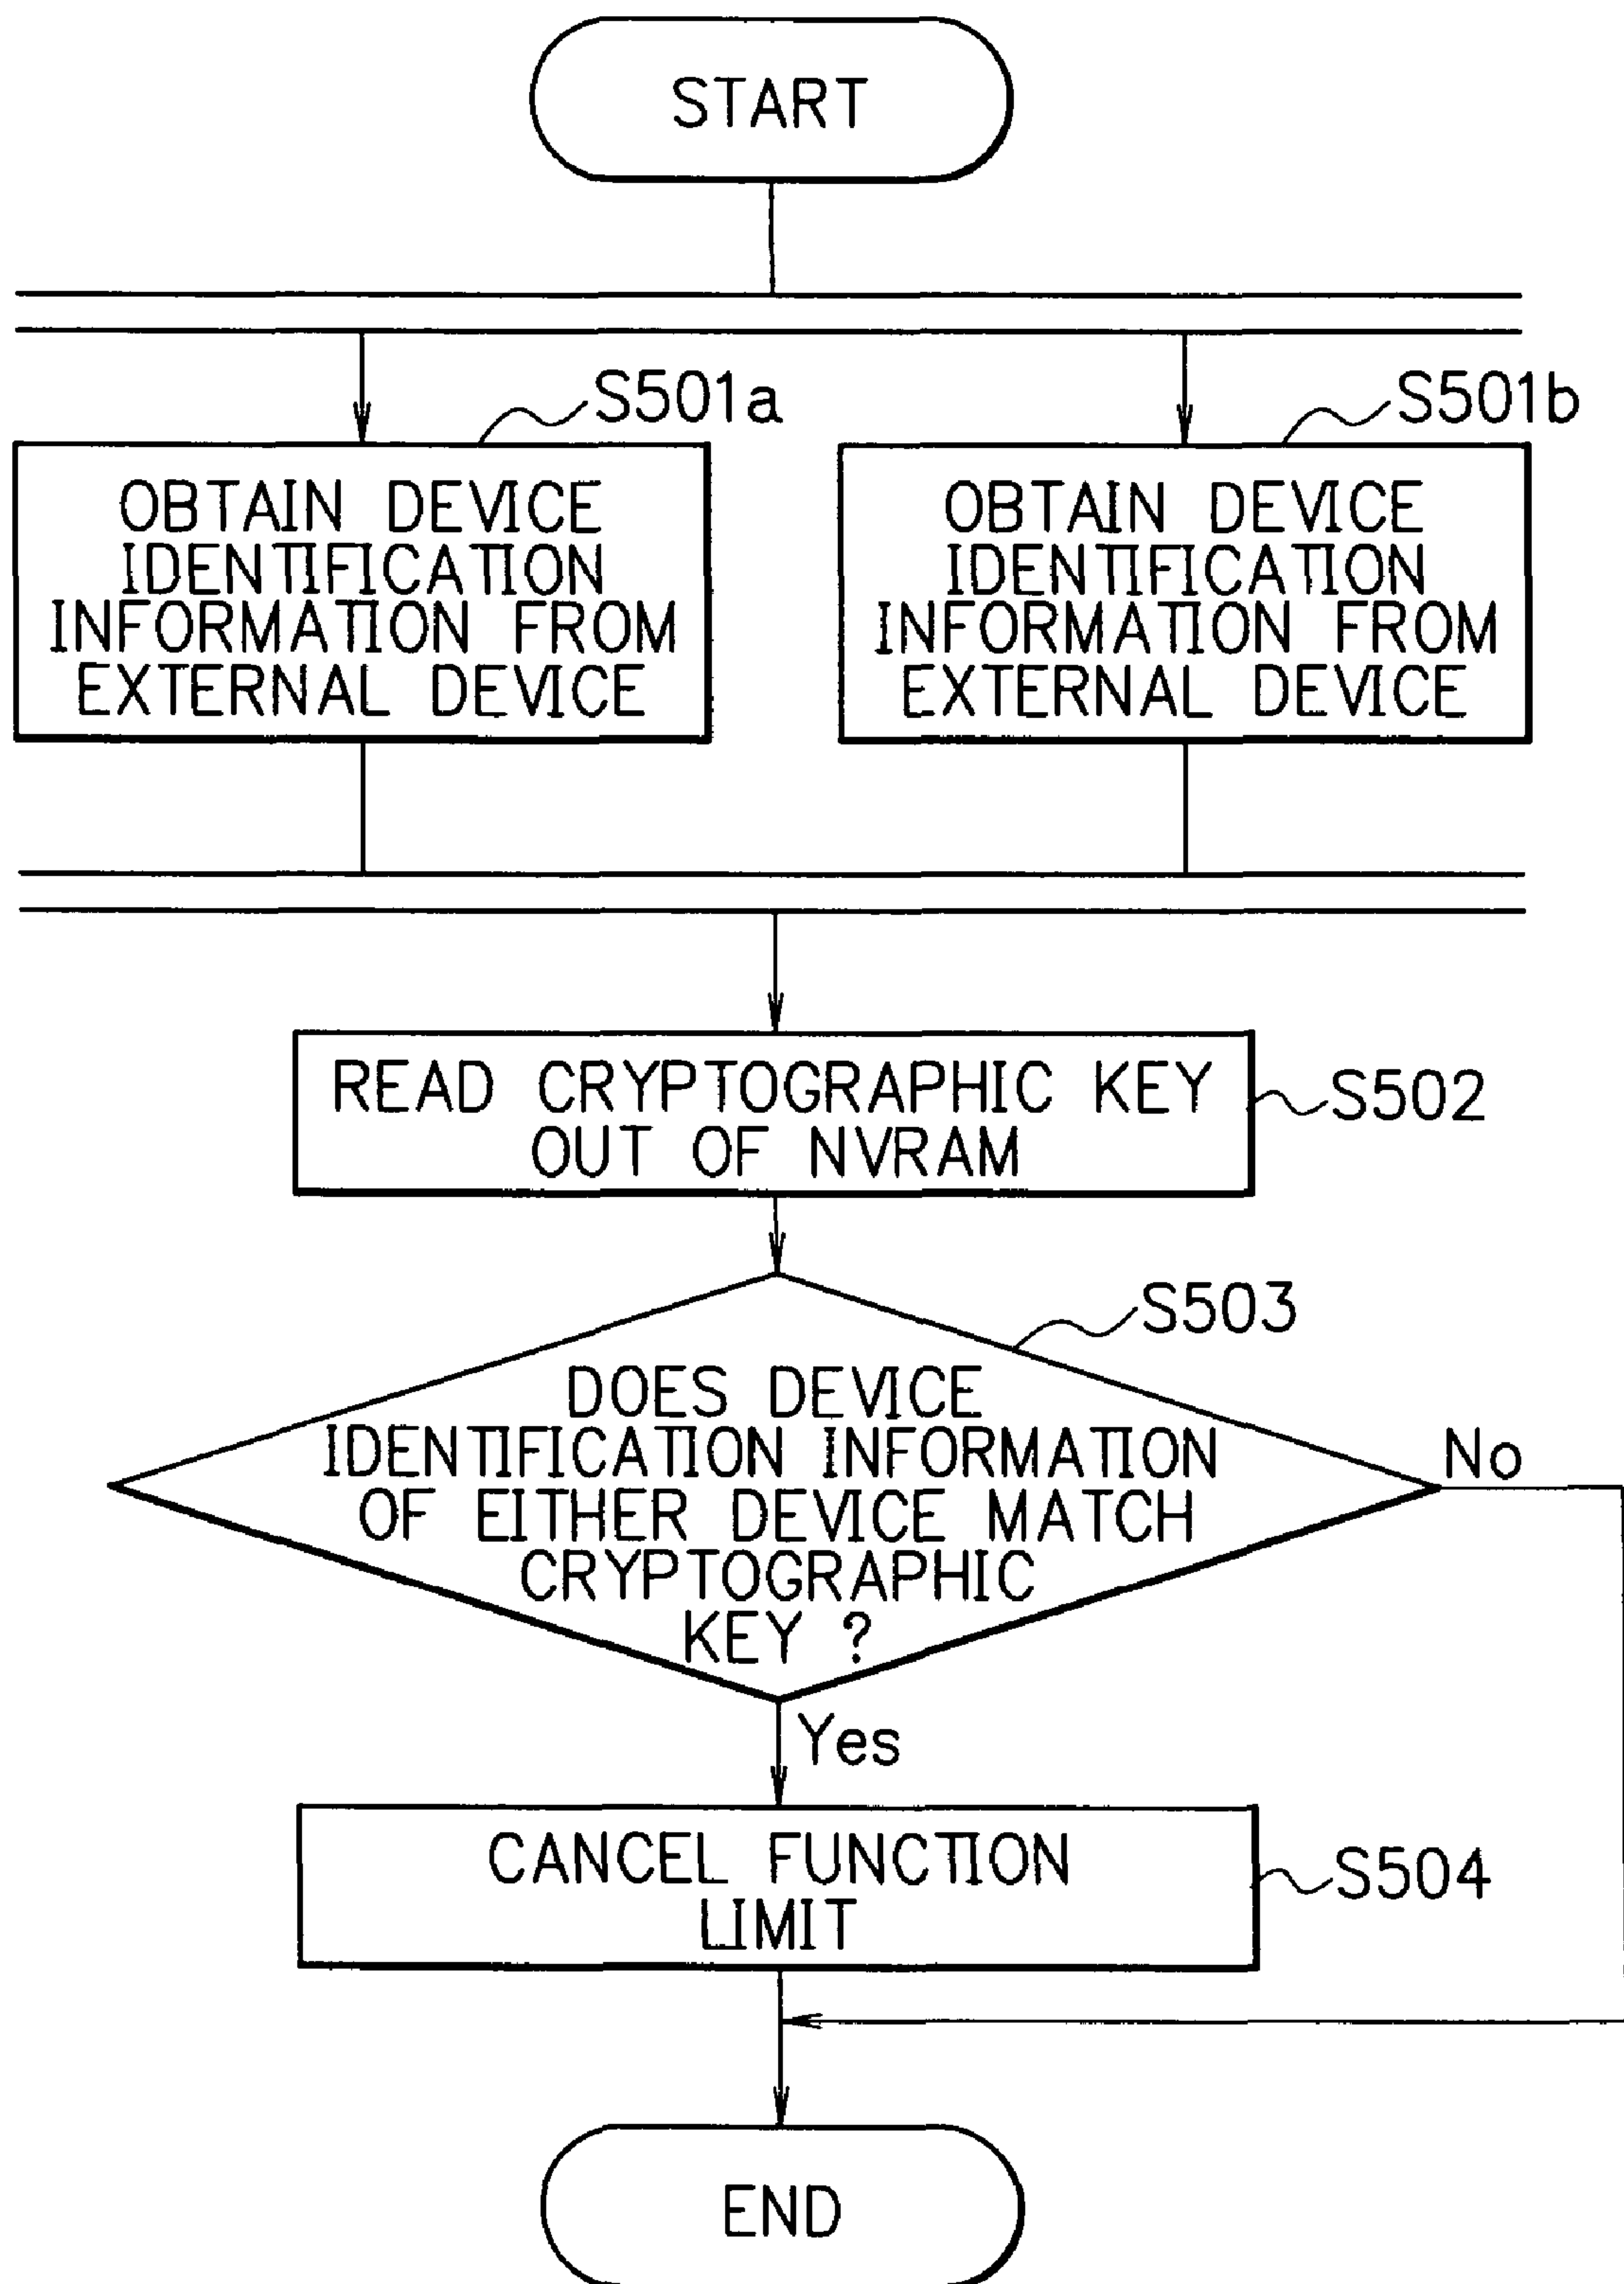 START
S501a
S501b
OBTAIN DEVICE
IDENTIFICATION
INFORMATION FROM
EXTERNAL DEVICE
OBTAIN DEVICE
IDENTIFICATION
INFORMATION FROM
EXTERNAL DEVICE
READ CRYPTOGRAPHIC KEY
OUT OF NVRAM
S502
S503
DOES DEVICE
IDENTIFICATION INFORMATION
OF EITHER DEVICE MATCH
CRYPTOGRAPHIC
KEY ?
No
Yes
CANCEL FUNCTION
LIMIT
S504
END